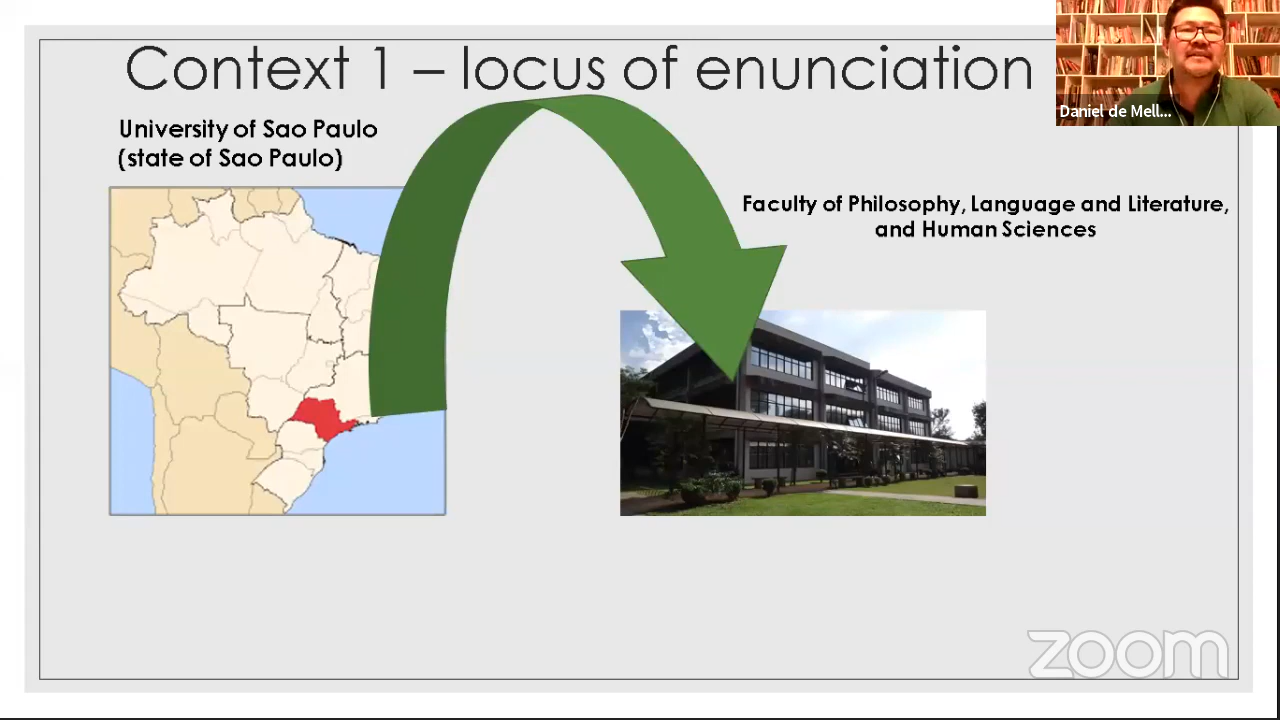 Context 1 – locus of enunciation
Daniel de Mell...
University of Sao Paulo
(state of Sao Paulo)
Faculty of Philosophy, Language and Literature,
and Human Sciences
zoom